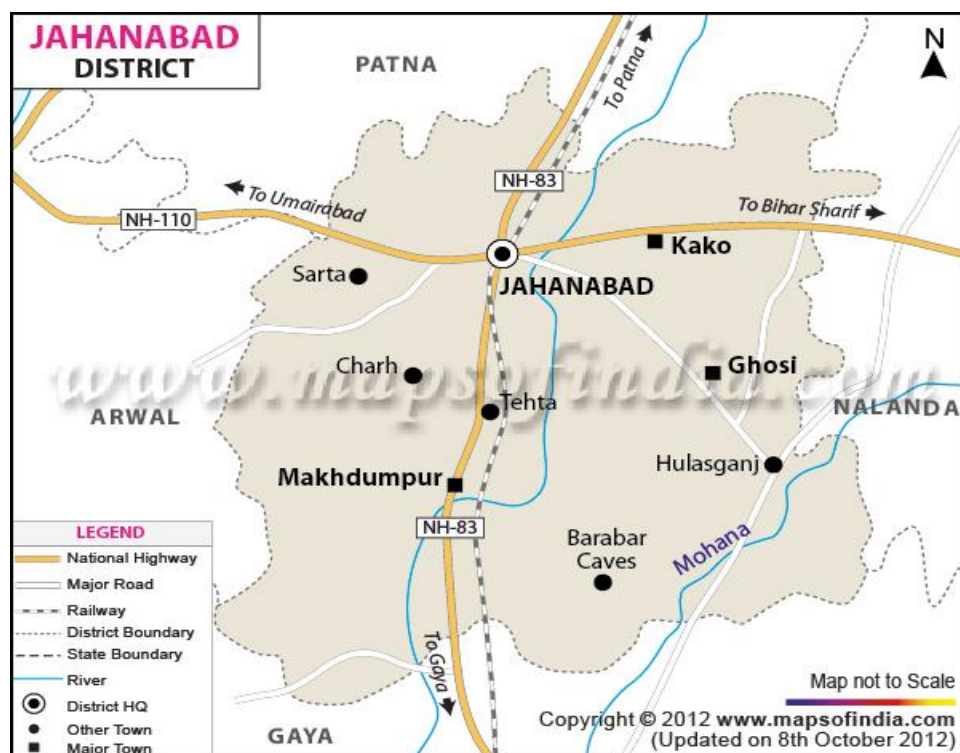 JAHANABAD
DISTRICT
PATNA
N
To Patna
NH-83
To Umairabad
NH-110
To Bihar Sharif
Kako
Sarta
JAHANABAD
Charh
Ghosi
www.mapsofindia.com
Tehta
ARWAL
NALANDA
Hulasganj
Makhdumpur
NH-83
Barabar
Caves
Mohana
To Gaya
GAYA
LEGEND
National Highway
Major Road
Railway
District Boundary
State Boundary
River
District HQ
Other Town
Major Town
Map not to Scale
Copyright © 2012 www.mapsofindia.com
(Updated on 8th October 2012)